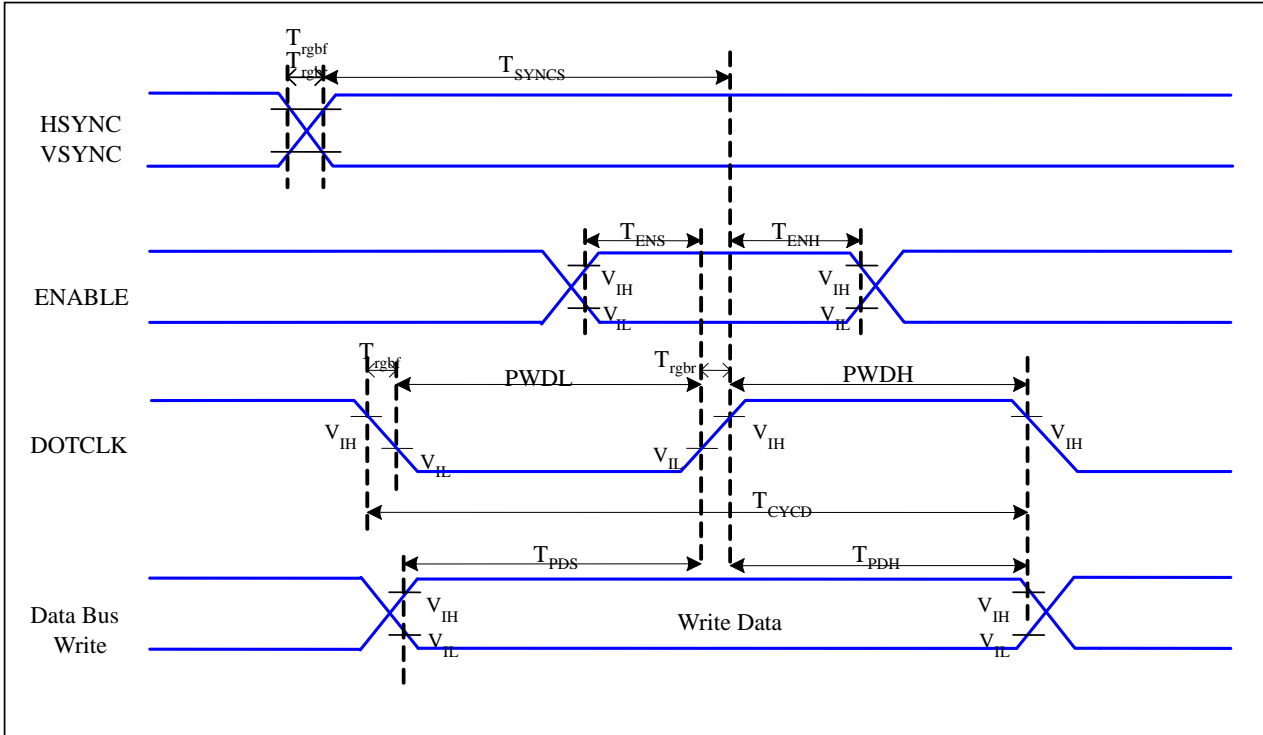 Trgbf
Trgbr
TSYNCS
HSYNC
VSYNC
TENS
TENH
VIH
VIH
ENABLE
VIL
VIL
Trgbf
Trgbr
PWDL
PWDH
DOTCLK
VIH
VIH
VIH
VIL
VIL
TCYCD
TPDS
TPDH
Data Bus
Write
VIH
VIH
Write Data
VIL
VIL